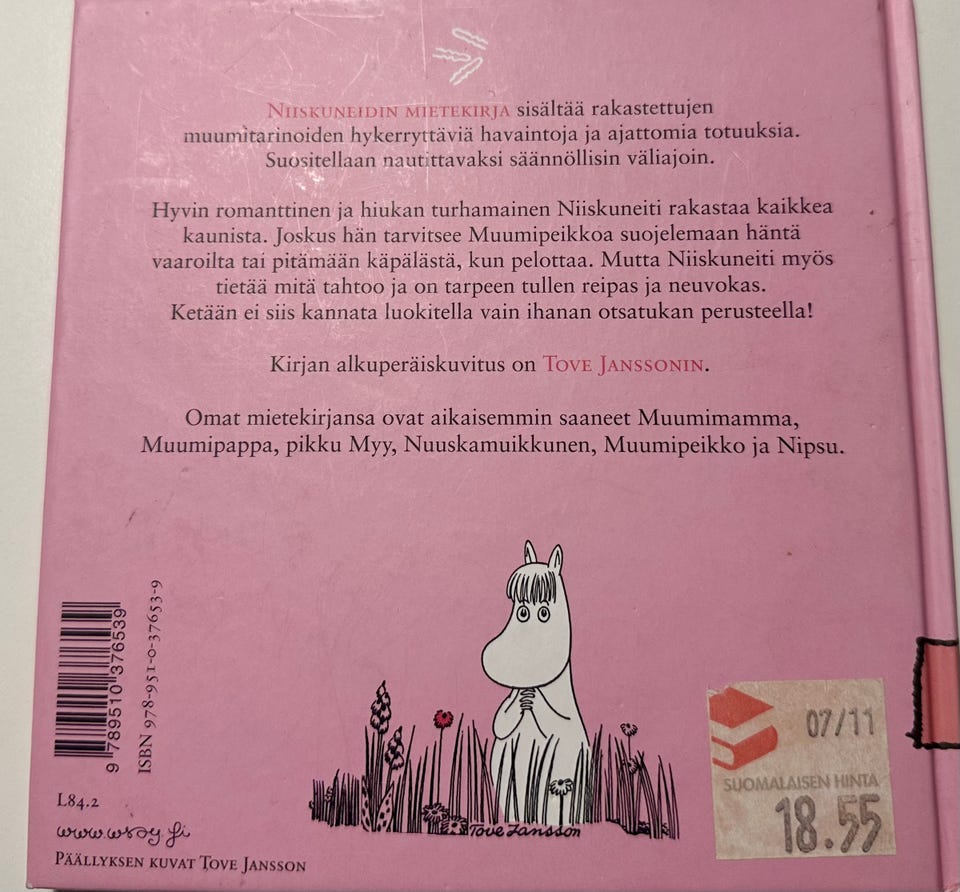 NIISKUNEIDIN MIETEKIRJA sisältää rakastettujen
muumitarinoiden hykerryttäviä havaintoja ja ajattomia totuuksia.
Suositellaan nautittavaksi säännöllisin väliajoin.
Hyvin romanttinen ja hiukan turhamainen Niiskuneiti rakastaa kaikkea
kaunista. Joskus hän tarvitsee Muumipeikkoa suojelemaan häntä
vaaroilta tai pitämään käpälästä, kun pelottaa. Mutta Niiskuneiti myös
tietää mitä tahtoo ja on tarpeen tullen reipas ja neuvokas.
Ketään ei siis kannata luokitella vain ihanan otsatukan perusteella!
Kirjan alkuperäiskuvitus on TOVE JANSSONIN.
Omat mietekirjansa ovat aikaisemmin saaneet Muumimamma,
Muumipappa, pikku Myy, Nuuskamuikkunen, Muumipeikko ja Nipsu.
9 789510 376539
ISBN 978-951-0-37653-9
L84.2
www.wsoy.fi
PÄÄLLYKSEN KUVAT TOVE JANSSON
Tove Jansson
07/11
SUOMALAISEN HINTA
18.55